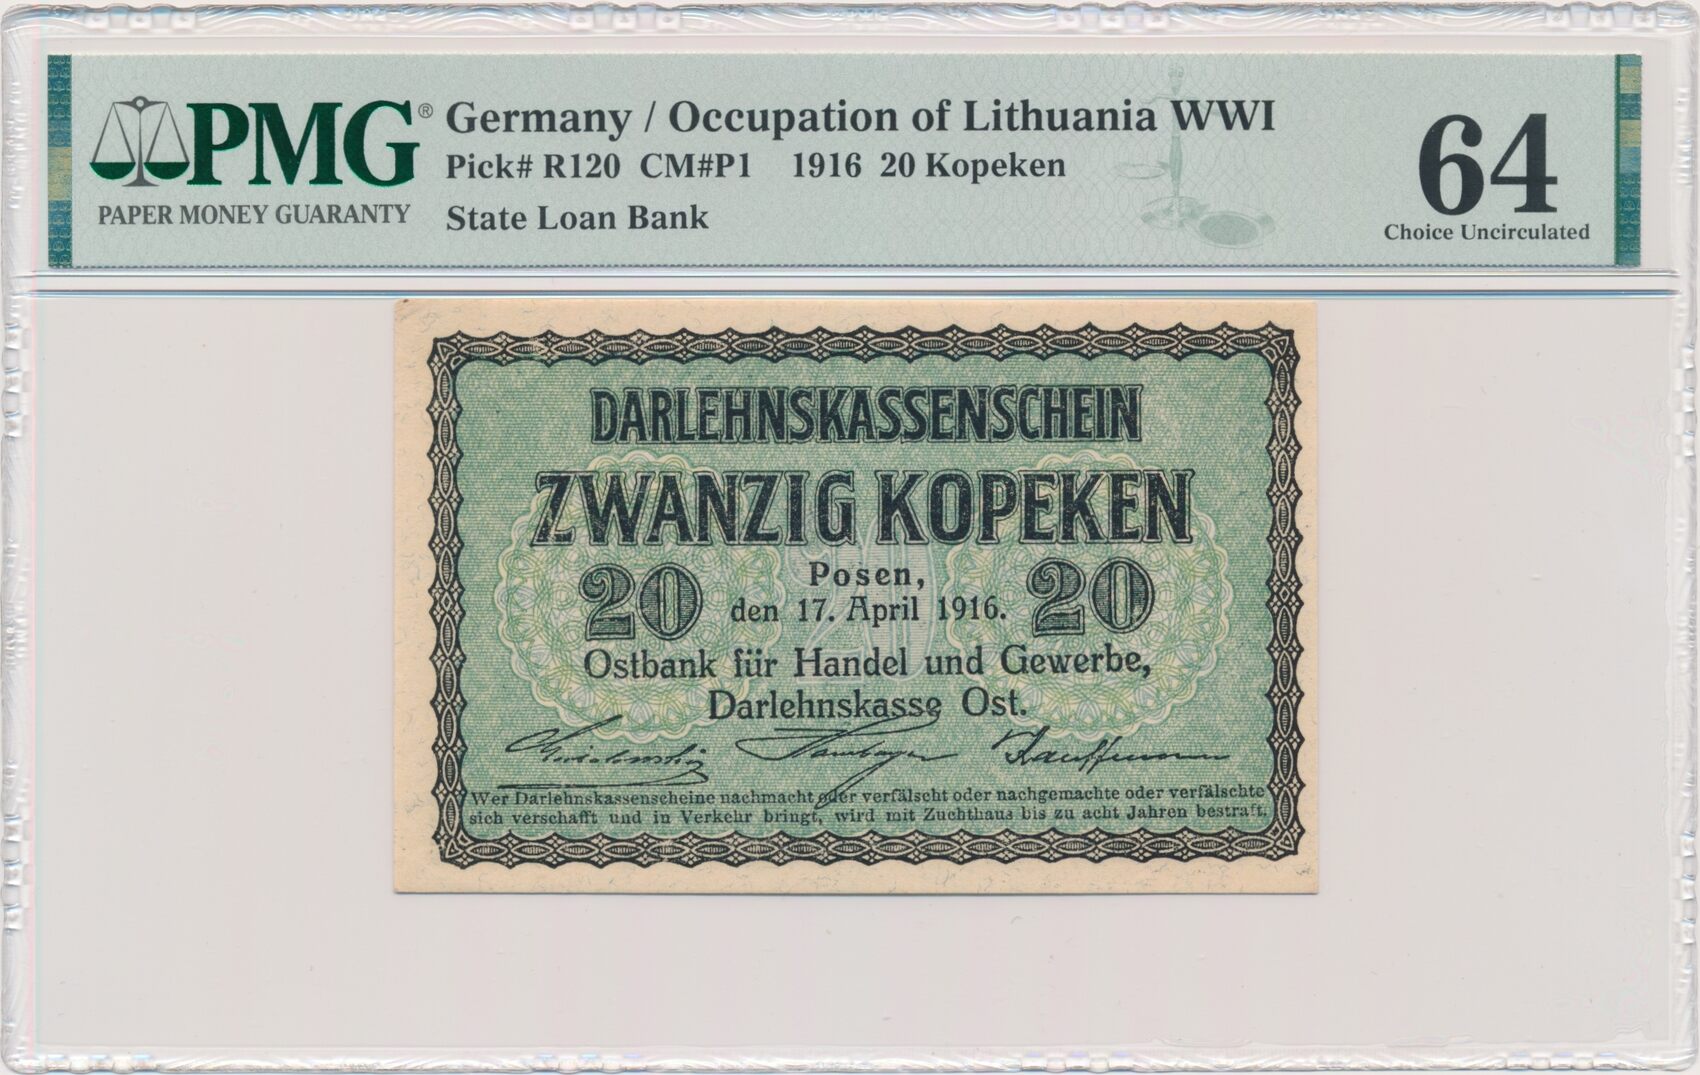 PMG® Germany / Occupation of Lithuania WWI
Pick# R120 CM#P1 1916 20 Kopeken
PAPER MONEY GUARANTY
State Loan Bank
64
Choice Uncirculated
DARLEHNSKASSENSCHEIN
ZWANZIG KOPEKEN
20 Posen, 20
den 17. April 1916.
Ostbank für Handel und Gewerbe,
Darlehnskasse Ost.
Kauffmann
Wer Darlehnskassenscheine nachmacht oder verfälscht oder nachgemachte oder verfälschte
sich verschafft und in Verkehr bringt, wird mit Zuchthaus bis zu acht Jahren bestraft.